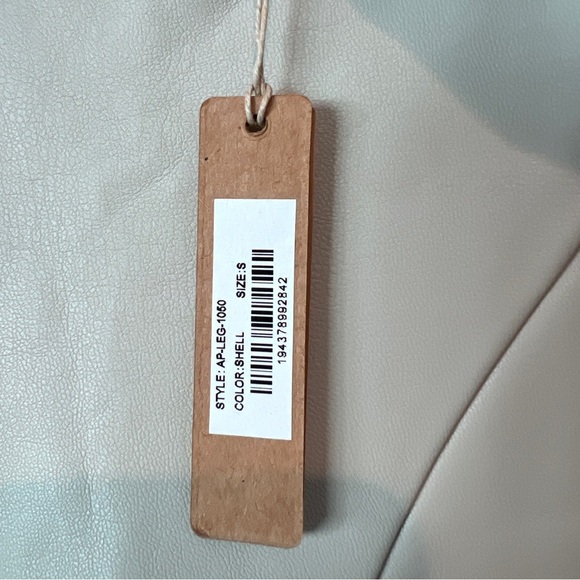 STYLE: AP-LEG-1050
COLOR:SHELL SIZE:S
194378992842